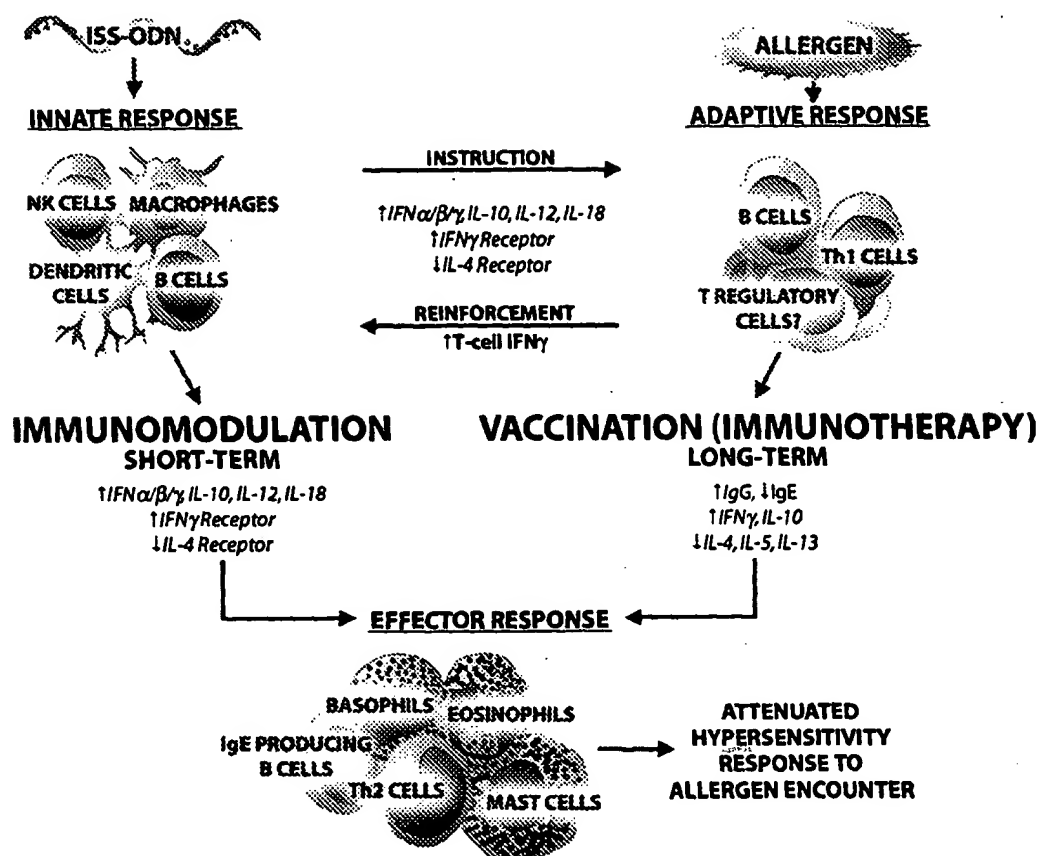 ISS-ODN
INNATE RESPONSE
NK CELLS
MACROPHAGES
DENDRITIC
CELLS
B CELLS
INSTRUCTION
↑IFNα/β/γ, IL-10, IL-12, IL-18
↑IFNγ Receptor
↓IL-4 Receptor
REINFORCEMENT
↑T-cell IFNγ
ALLERGEN
ADAPTIVE RESPONSE
B CELLS
Th1 CELLS
T REGULATORY
CELLS?
IMMUNOMODULATION
SHORT-TERM
↑IFNα/β/γ, IL-10, IL-12, IL-18
↑IFNγ Receptor
↓IL-4 Receptor
VACCINATION (IMMUNOTHERAPY)
LONG-TERM
↑IgG, ↓IgE
↑IFNγ, IL-10
↓IL-4, IL-5, IL-13
EFFECTOR RESPONSE
BASOPHILS
EOSINOPHILS
IgE PRODUCING
B CELLS
Th2 CELLS
MAST CELLS
ATTENUATED
HYPERSENSITIVITY
RESPONSE TO
ALLERGEN ENCOUNTER